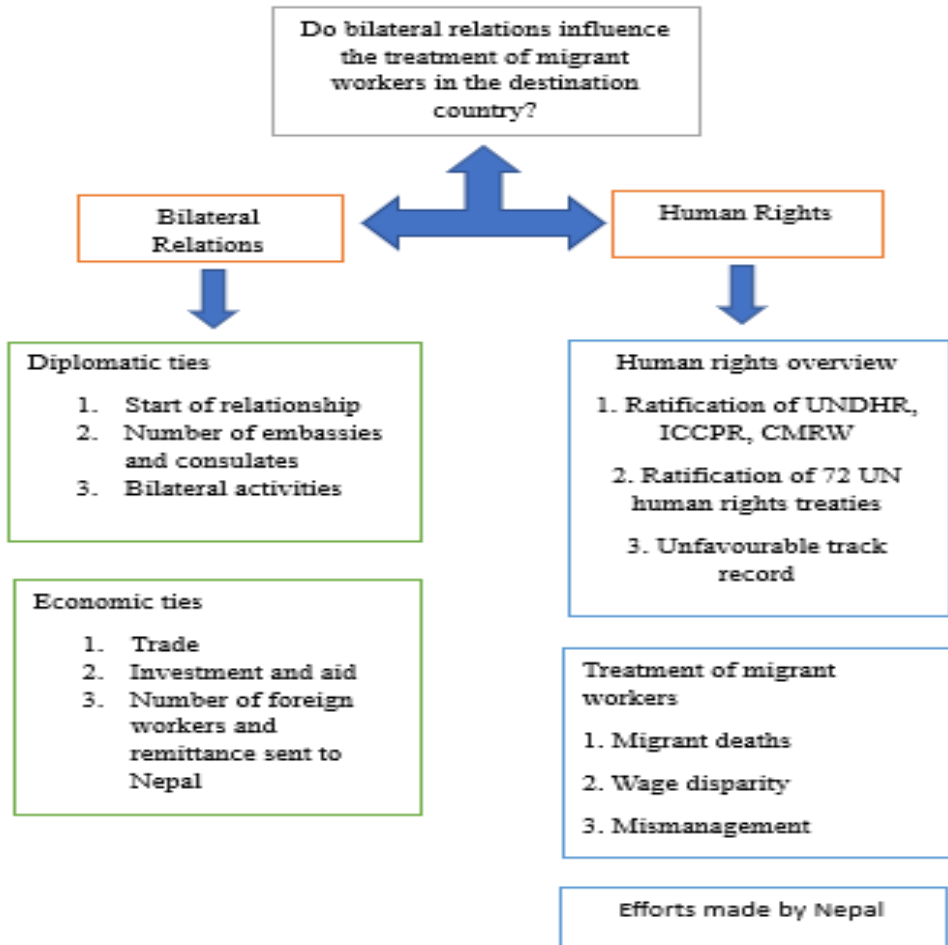 Do bilateral relations influence
the treatment of migrant
workers in the destination
country?
Bilateral
Relations
Human Rights
Diplomatic ties
1. Start of relationship
2. Number of embassies
and consulates
3. Bilateral activities
Economic ties
1. Trade
2. Investment and aid
3. Number of foreign
workers and
remittance sent to
Nepal
Human rights overview
1. Ratification of UNDHR,
ICCPR, CMRW
2. Ratification of 72 UN
human rights treaties
3. Unfavourable track
record
Treatment of migrant
workers
1. Migrant deaths
2. Wage disparity
3. Mismanagement
Efforts made by Nepal